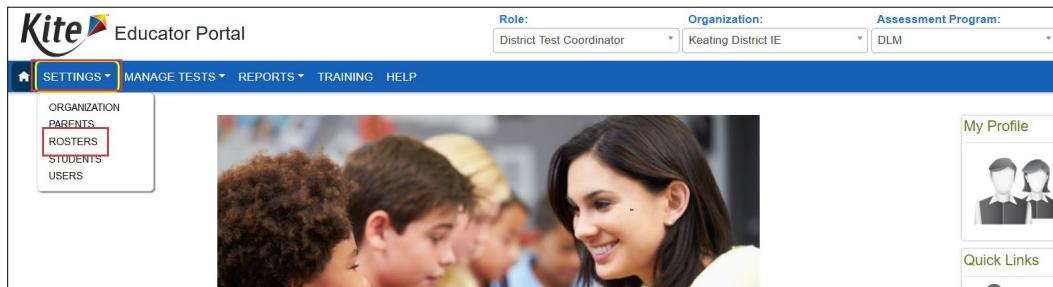 Kite Educator Portal
Role:
District Test Coordinator
Organization:
Keating District IE
Assessment Program:
DLM
SETTINGS MANAGE TESTS REPORTS TRAINING HELP
ORGANIZATION
PARENTS
ROSTERS
STUDENTS
USERS
My Profile
Quick Links